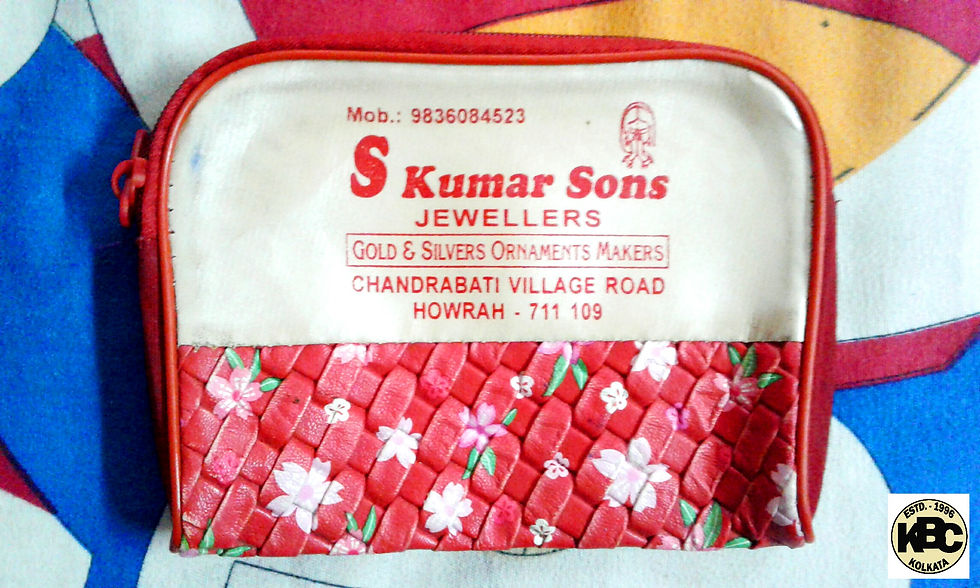 Mob.: 9836084523
S Kumar Sons
JEWELLERS
GOLD & SILVERS ORNAMENTS MAKERS
CHANDRABATI VILLAGE ROAD
HOWRAH - 711 109
ESTD.- 1996
KBC
KOLKATA